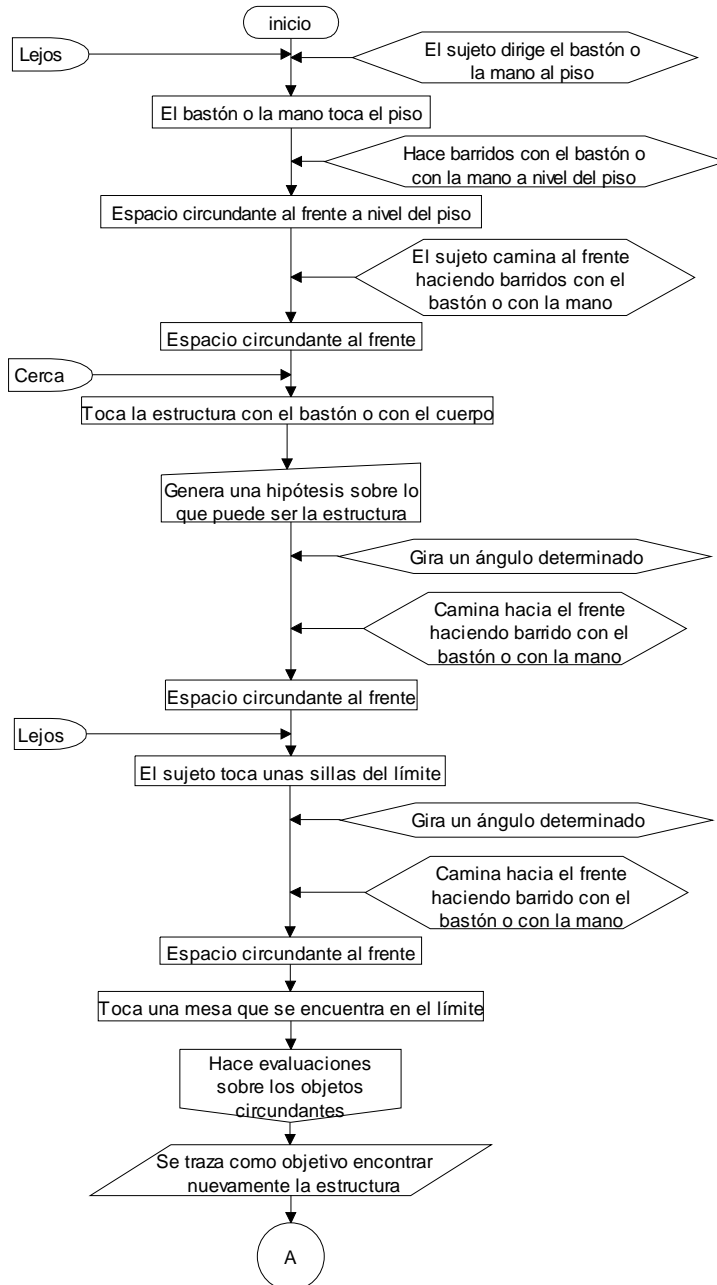 inicio
Lejos
El sujeto dirige el bastón o
la mano al piso
El bastón o la mano toca el piso
Hace barridos con el bastón o
con la mano a nivel del piso
Espacio circundante al frente a nivel del piso
El sujeto camina al frente
haciendo barridos con el
bastón o con la mano
Espacio circundante al frente
Cerca
Toca la estructura con el bastón o con el cuerpo
Genera una hipótesis sobre lo
que puede ser la estructura
Gira un ángulo determinado
Camina hacia el frente
haciendo barrido con el
bastón o con la mano
Espacio circundante al frente
Lejos
El sujeto toca unas sillas del límite
Gira un ángulo determinado
Camina hacia el frente
haciendo barrido con el
bastón o con la mano
Espacio circundante al frente
Toca una mesa que se encuentra en el límite
Hace evaluaciones
sobre los objetos
circundantes
Se traza como objetivo encontrar
nuevamente la estructura
A